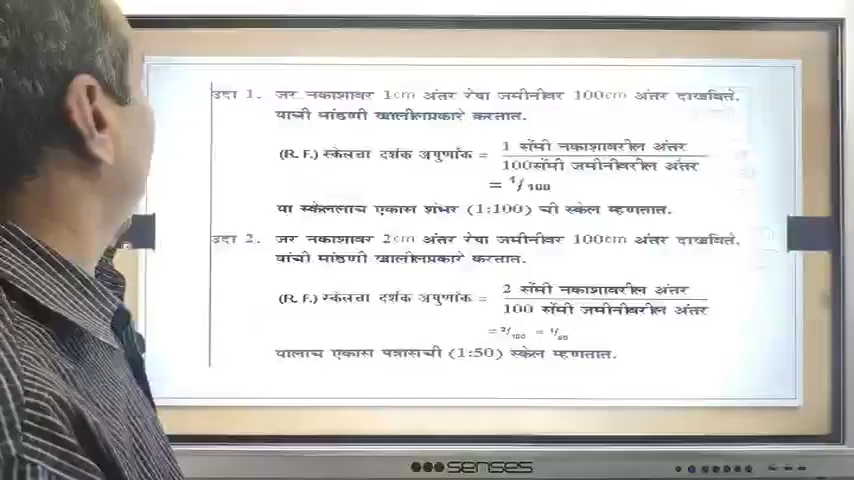 उदा 1. जर नकाशावर 1cm अंतर रेषा जमीनीवर 100cm अंतर दाखविते.
याची मांडणी खालीलप्रकारे करतात.
(R. F.) स्केलचा दर्शक अपुर्णांक = 1 सेंमी नकाशावरील अंतर
100सेंमी जमीनीवरील अंतर
= 1/100
या स्केललाच एकास शंभर (1:100) ची स्केल म्हणतात.
उदा 2. जर नकाशावर 2cm अंतर रेषा जमीनीवर 100cm अंतर दाखविते.
यांची मांडणी खालीलप्रकारे करतात.
(R. F.) स्केलचा दर्शक अपुर्णांक = 2 सेंमी नकाशावरील अंतर
100 सेंमी जमीनीवरील अंतर
= 2/100 = 1/50
यालाच एकास पन्नासची (1:50) स्केल म्हणतात.
senses